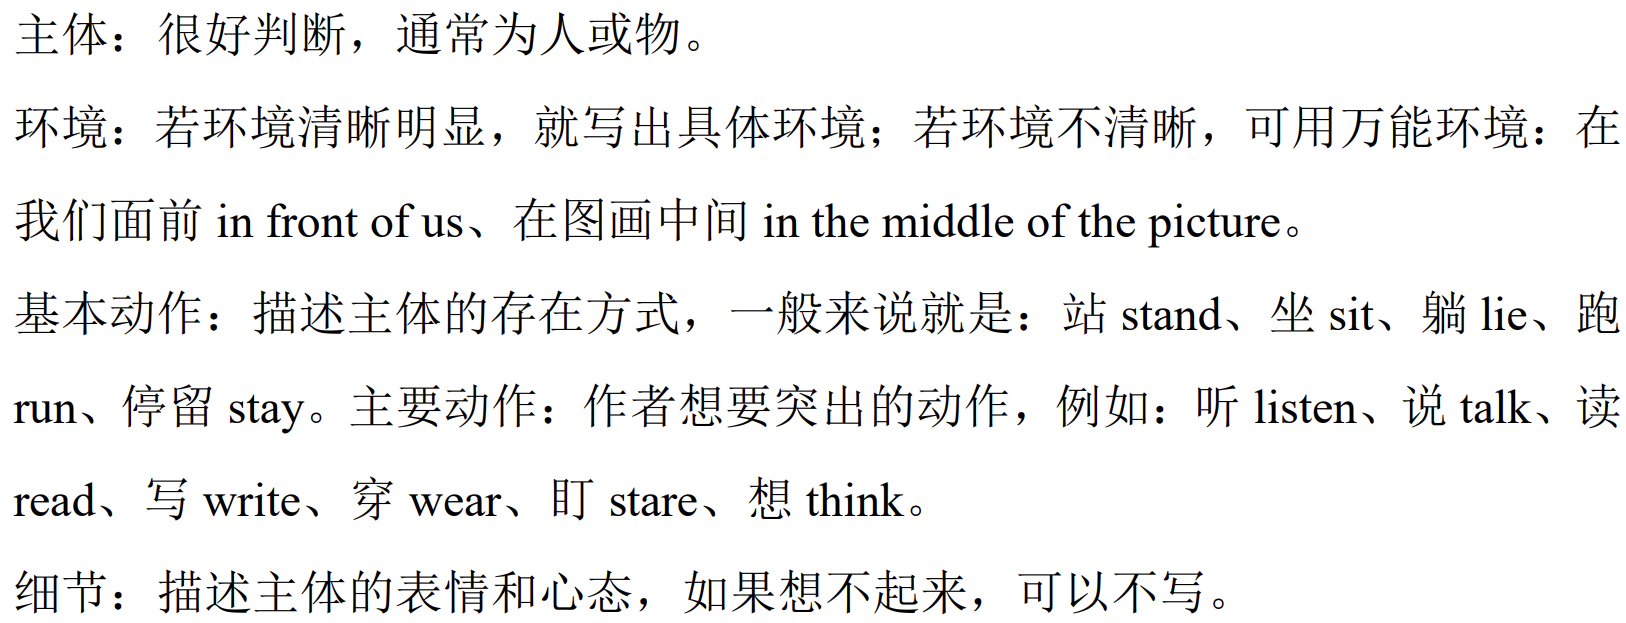 主体：很好判断，通常为人或物。
环境：若环境清晰明显，就写出具体环境；若环境不清晰，可用万能环境：在
我们面前 in front of us、在图画中间 in the middle of the picture。
基本动作：描述主体的存在方式，一般来说就是：站 stand、坐 sit、躺 lie、跑
run、停留 stay。主要动作：作者想要突出的动作，例如：听 listen、说 talk、读
read、写 write、穿 wear、盯 stare、想 think。
细节：描述主体的表情和心态，如果想不起来，可以不写。